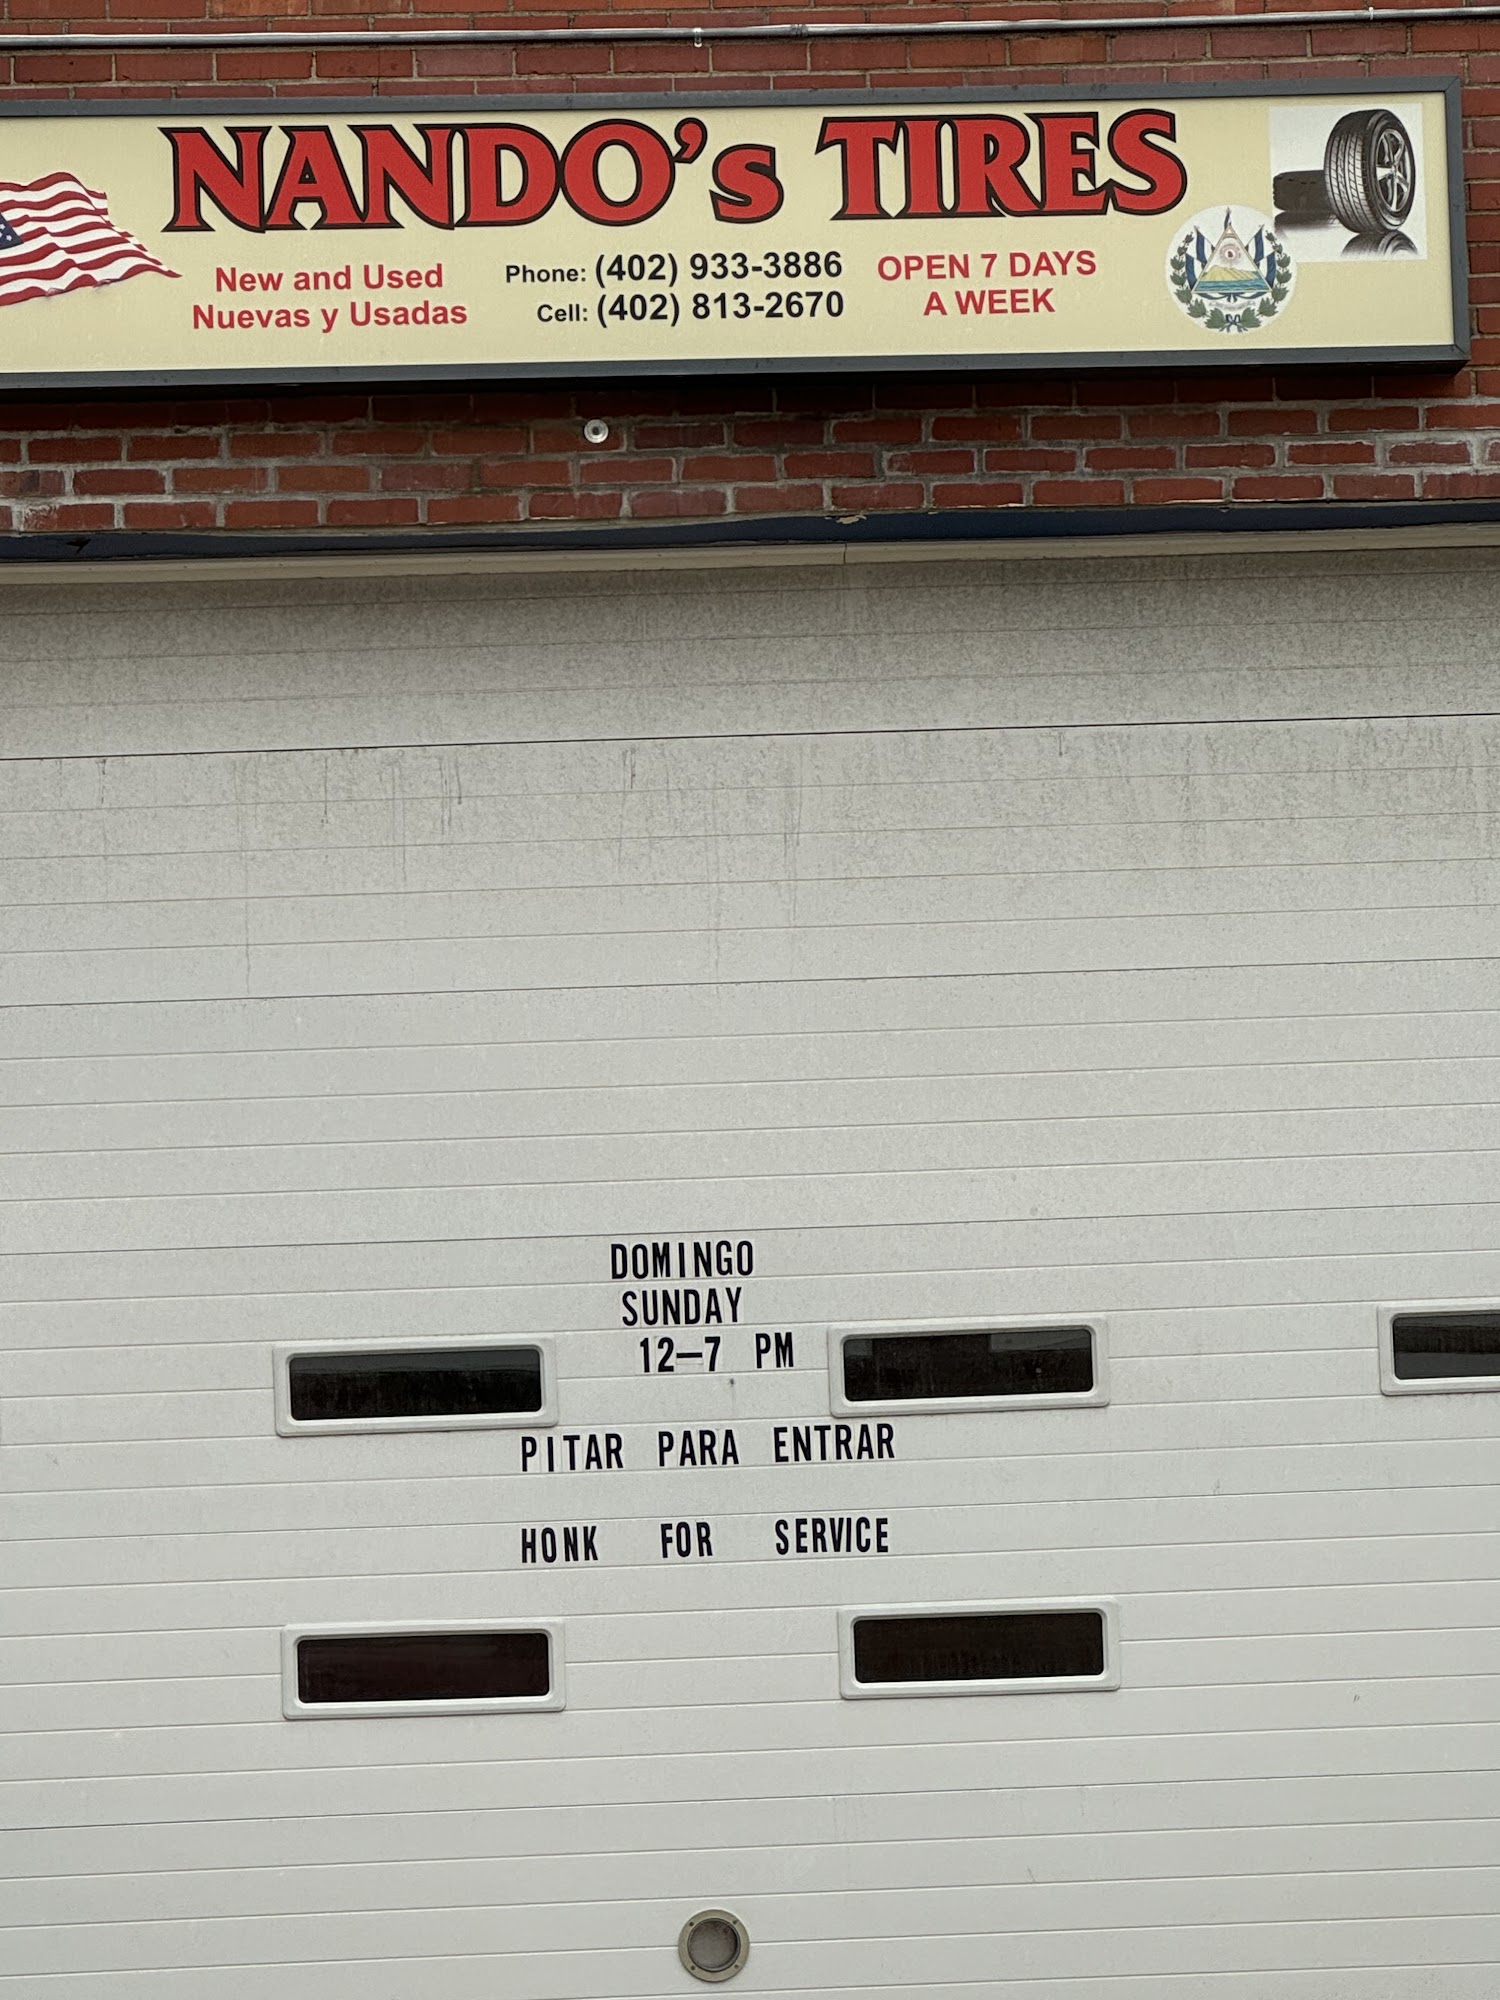 NANDO's TIRES
New and Used
Nuevas y Usadas
Phone: (402) 933-3886
Cell: (402) 813-2670
OPEN 7 DAYS
A WEEK
DOMINGO
SUNDAY
12-7 PM
PITAR PARA ENTRAR
HONK FOR SERVICE